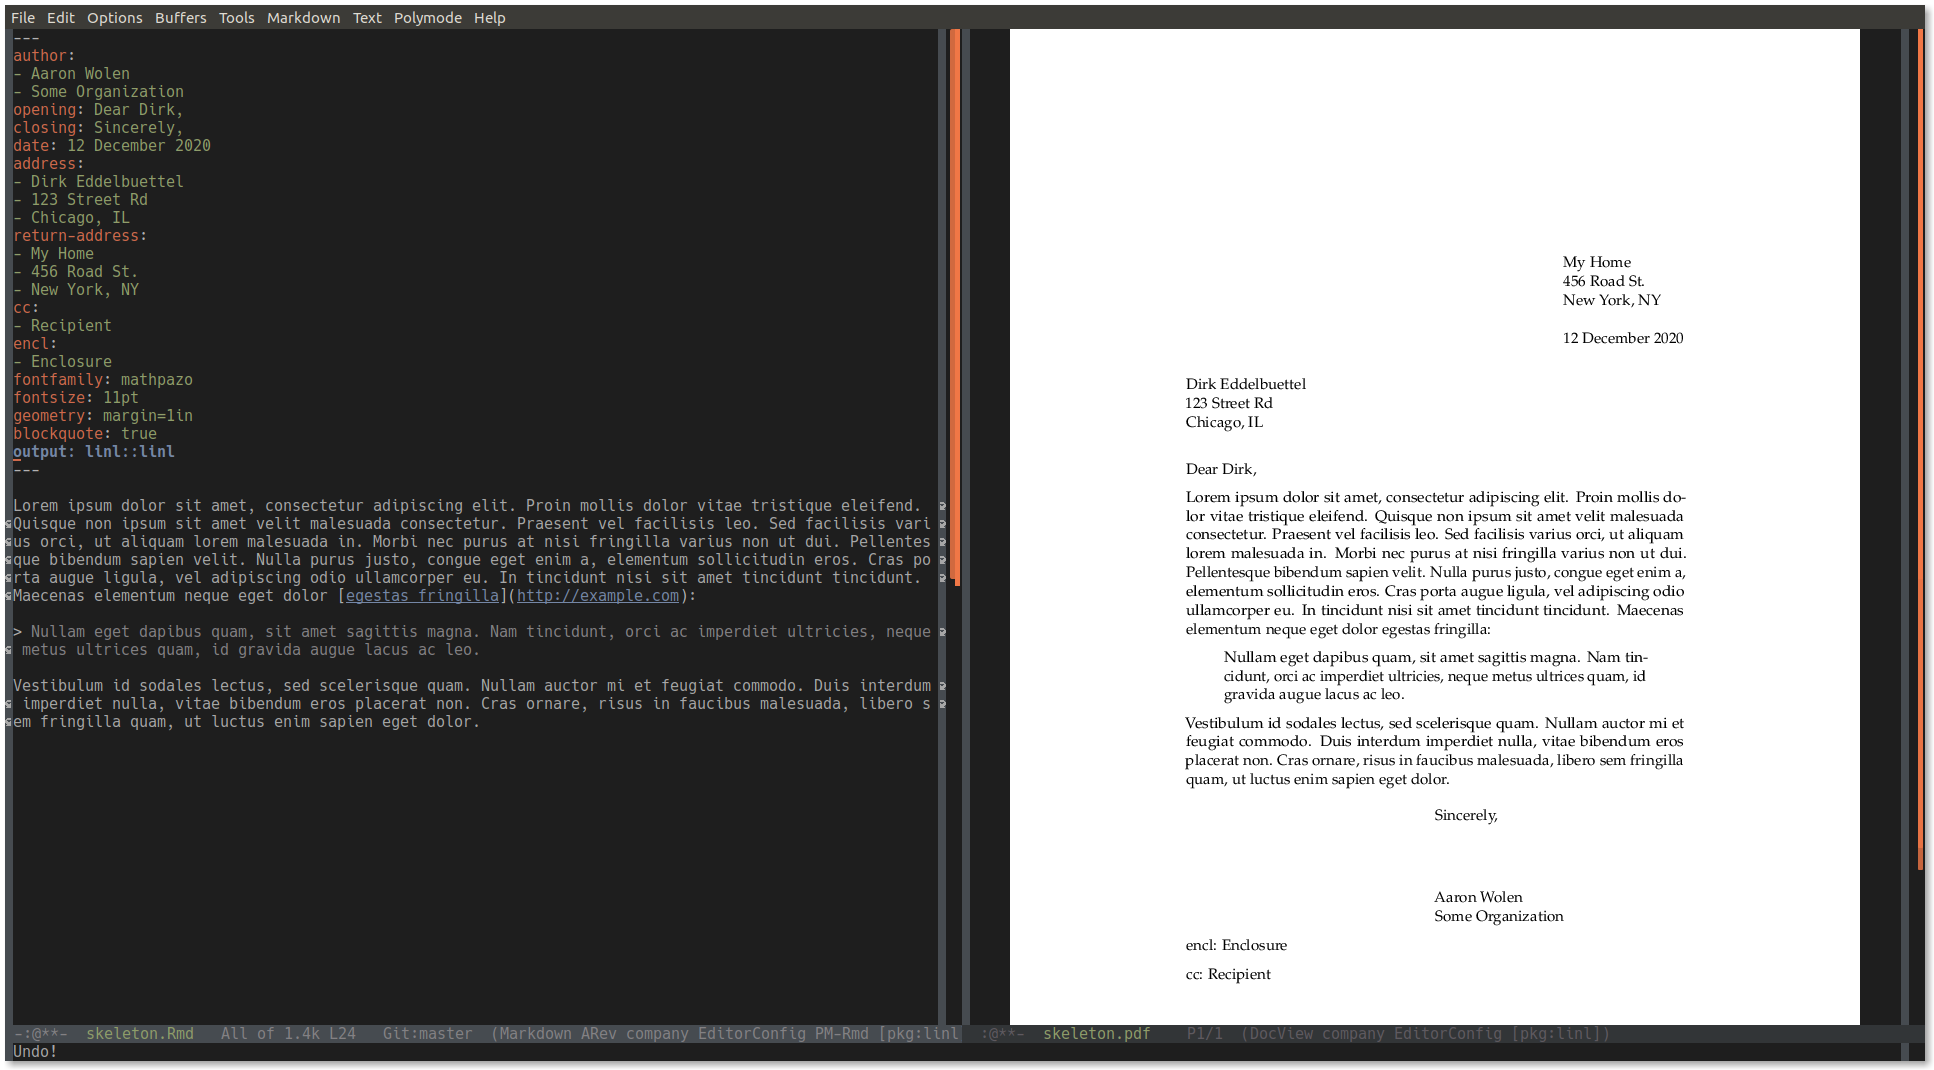 File Edit Options Buffers Tools Markdown Text Polymode Help
---
author:
- Aaron Wolen
- Some Organization
opening: Dear Dirk,
closing: Sincerely,
date: 12 December 2020
address:
- Dirk Eddelbuettel
- 123 Street Rd
- Chicago, IL
return-address:
- My Home
- 456 Road St.
- New York, NY
cc:
- Recipient
encl:
- Enclosure
fontfamily: mathpazo
fontsize: 11pt
geometry: margin=1in
blockquote: true
output: linl::linl
---
Lorem ipsum dolor sit amet, consectetur adipiscing elit. Proin mollis dolor vitae tristique eleifend.
Quisque non ipsum sit amet velit malesuada consectetur. Praesent vel facilisis leo. Sed facilisis vari
us orci, ut aliquam lorem malesuada in. Morbi nec purus at nisi fringilla varius non ut dui. Pellentes
que bibendum sapien velit. Nulla purus justo, congue eget enim a, elementum sollicitudin eros. Cras po
rta augue ligula, vel adipiscing odio ullamcorper eu. In tincidunt nisi sit amet tincidunt tincidunt.
Maecenas elementum neque eget dolor [egestas fringilla](http://example.com):
> Nullam eget dapibus quam, sit amet sagittis magna. Nam tincidunt, orci ac imperdiet ultricies, neque
metus ultrices quam, id gravida augue lacus ac leo.
Vestibulum id sodales lectus, sed scelerisque quam. Nullam auctor mi et feugiat commodo. Duis interdum
imperdiet nulla, vitae bibendum eros placerat non. Cras ornare, risus in faucibus malesuada, libero s
em fringilla quam, ut luctus enim sapien eget dolor.
-:@**- skeleton.Rmd All of 1.4k L24 Git:master (Markdown ARev company EditorConfig PM-Rmd [pkg:linl
Undo!
My Home
456 Road St.
New York, NY
12 December 2020
Dirk Eddelbuettel
123 Street Rd
Chicago, IL
Dear Dirk,
Lorem ipsum dolor sit amet, consectetur adipiscing elit. Proin mollis do-
lor vitae tristique eleifend. Quisque non ipsum sit amet velit malesuada
consectetur. Praesent vel facilisis leo. Sed facilisis varius orci, ut aliquam
lorem malesuada in. Morbi nec purus at nisi fringilla varius non ut dui.
Pellentesque bibendum sapien velit. Nulla purus justo, congue eget enim a,
elementum sollicitudin eros. Cras porta augue ligula, vel adipiscing odio
ullamcorper eu. In tincidunt nisi sit amet tincidunt tincidunt. Maecenas
elementum neque eget dolor egestas fringilla:
Nullam eget dapibus quam, sit amet sagittis magna. Nam tin-
cidunt, orci ac imperdiet ultricies, neque metus ultrices quam, id
gravida augue lacus ac leo.
Vestibulum id sodales lectus, sed scelerisque quam. Nullam auctor mi et
feugiat commodo. Duis interdum imperdiet nulla, vitae bibendum eros
placerat non. Cras ornare, risus in faucibus malesuada, libero sem fringilla
quam, ut luctus enim sapien eget dolor.
Sincerely,
Aaron Wolen
Some Organization
encl: Enclosure
cc: Recipient
:@**- skeleton.pdf P1/1 (DocView company EditorConfig [pkg:linl])